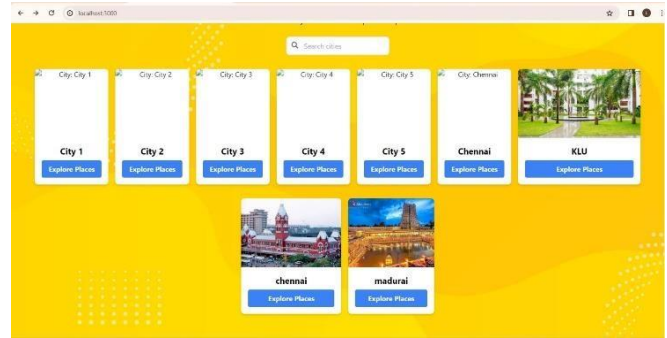 localhost:3000
Search cities
City: City 1
City: City 2
City: City 3
City: City 4
City: City 5
City: Chennai
City 1
City 2
City 3
City 4
City 5
Chennai
KLU
Explore Places
Explore Places
Explore Places
Explore Places
Explore Places
Explore Places
Explore Places
chennai
madurai
Explore Places
Explore Places